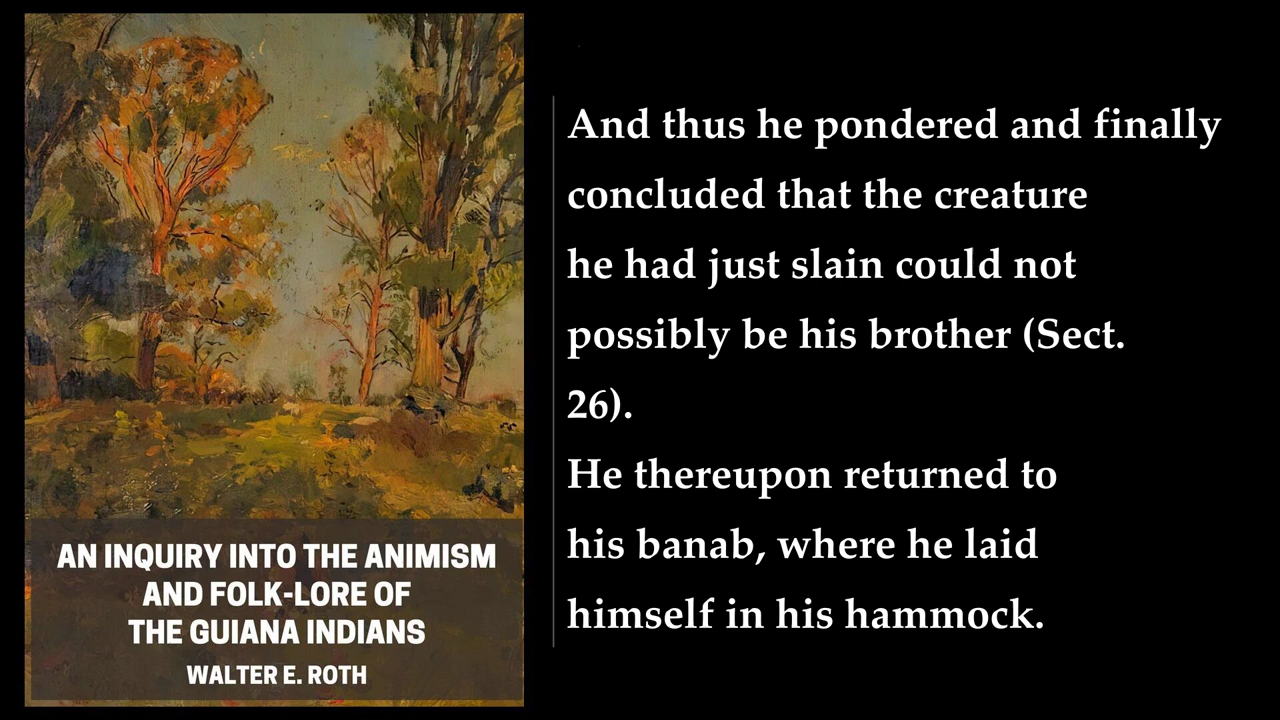 AN INQUIRY INTO THE ANIMISM
AND FOLK-LORE OF
THE GUIANA INDIANS
WALTER E. ROTH
And thus he pondered and finally
concluded that the creature
he had just slain could not
possibly be his brother (Sect.
26).
He thereupon returned to
his banab, where he laid
himself in his hammock.